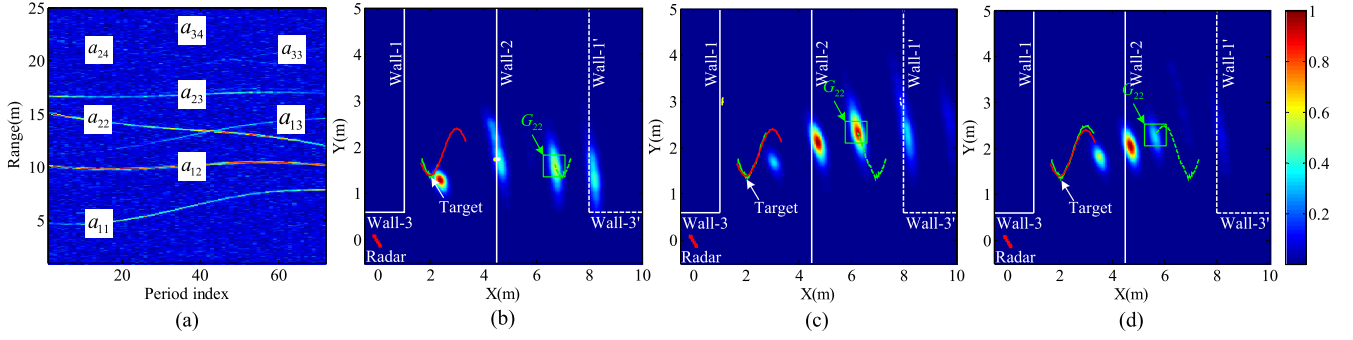 25
20
15
10
5
Range(m)
a24
a34
a33
a23
a22
a13
a12
a11
20
40
60
Period index
(a)
5
4
3
2
1
0
Y(m)
Wall-1
Wall-2
Wall-1'
G22
Target
Wall-3
Wall-3'
Radar
0
2
4
6
8
10
X(m)
(b)
5
4
3
2
1
0
Y(m)
Wall-1
Wall-2
Wall-1'
G22
Target
Wall-3
Wall-3'
Radar
0
2
4
6
8
10
X(m)
(c)
5
4
3
2
1
0
Y(m)
Wall-1
Wall-2
Wall-1'
G22
Target
Wall-3
Wall-3'
Radar
0
2
4
6
8
10
X(m)
(d)
1
0.8
0.6
0.4
0.2